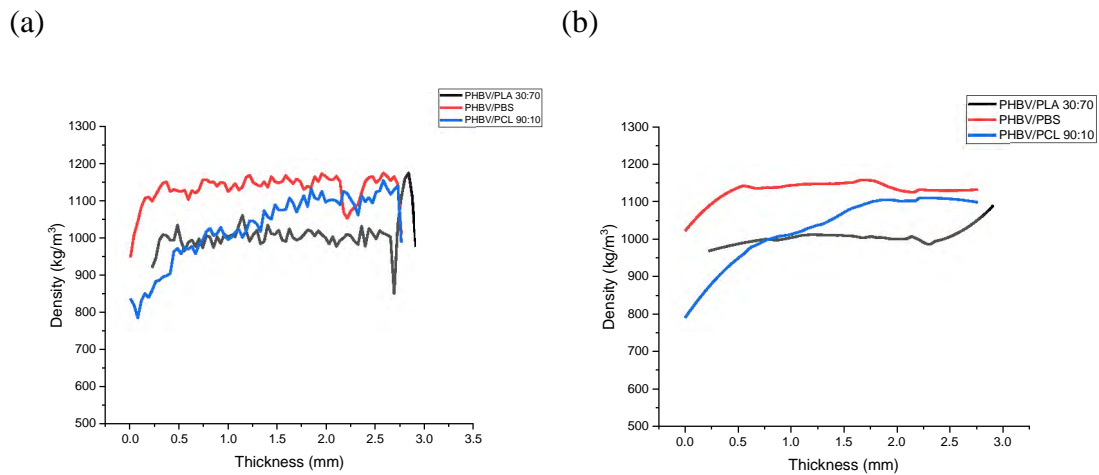 (a)
(b)
PHBV/PLA 30:70
PHBV/PBS
PHBV/PCL 90:10
1300
1200
1100
1000
900
800
700
600
500
Density (kg/m³)
0.0 0.5 1.0 1.5 2.0 2.5 3.0 3.5
Thickness (mm)
PHBV/PLA 30:70
PHBV/PBS
PHBV/PCL 90:10
1300
1200
1100
1000
900
800
700
600
500
Density (kg/m³)
0.0 0.5 1.0 1.5 2.0 2.5 3.0
Thickness (mm)